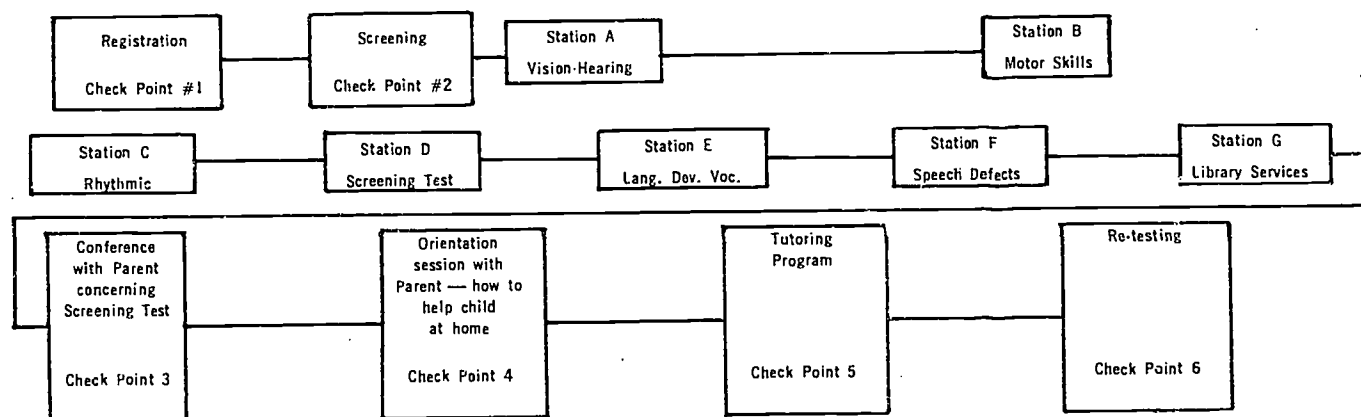 Registration
Check Point #1
Screening
Check Point #2
Station A
Vision-Hearing
Station B
Motor Skills
Station C
Rhythmic
Station D
Screening Test
Station E
Lang. Dev. Voc.
Station F
Speech Defects
Station G
Library Services
Conference
with Parent
concerning
Screening Test
Check Point 3
Orientation
session with
Parent — how to
help child
at home
Check Point 4
Tutoring
Program
Check Point 5
Re-testing
Check Point 6